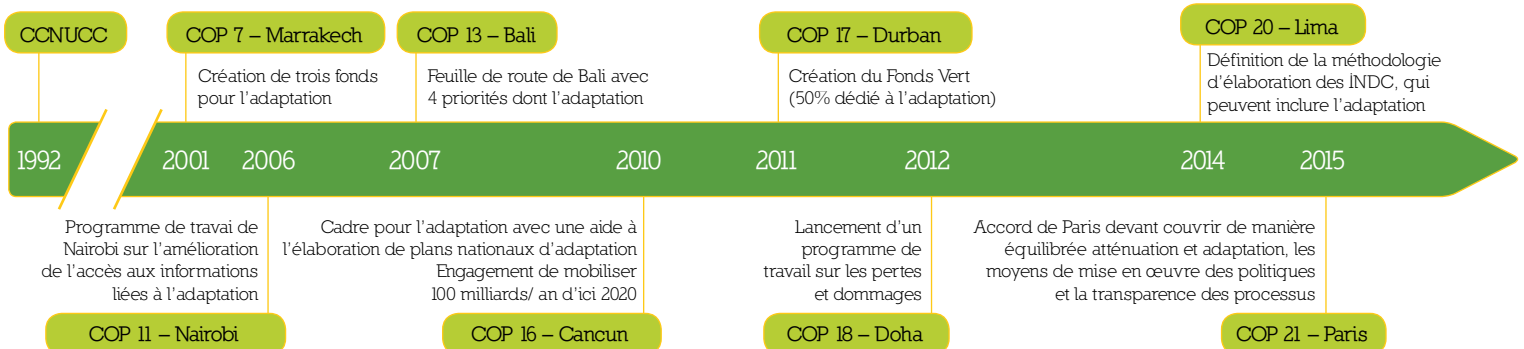 CCNUCC
COP 7 – Marrakech
Création de trois fonds
pour l'adaptation
COP 13 – Bali
Feuille de route de Bali avec
4 priorités dont l'adaptation
COP 17 – Durban
Création du Fonds Vert
(50% dédié à l'adaptation)
COP 20 – Lima
Définition de la méthodologie
d'élaboration des İNDC, qui
peuvent inclure l'adaptation
1992
2001
2006
2007
2010
2011
2012
2014
2015
Programme de travai de
Nairobi sur l'amélioration
de l'accès aux informations
liées à l'adaptation
COP 11 – Nairobi
Cadre pour l'adaptation avec une aide à
l'élaboration de plans nationaux d'adaptation
Engagement de mobiliser
100 milliards/ an d'ici 2020
COP 16 – Cancun
Lancement d'un
programme de
travail sur les pertes
et dommages
COP 18 – Doha
Accord de Paris devant couvrir de manière
équilibrée atténuation et adaptation, les
moyens de mise en œuvre des politiques
et la transparence des processus
COP 21 – Paris